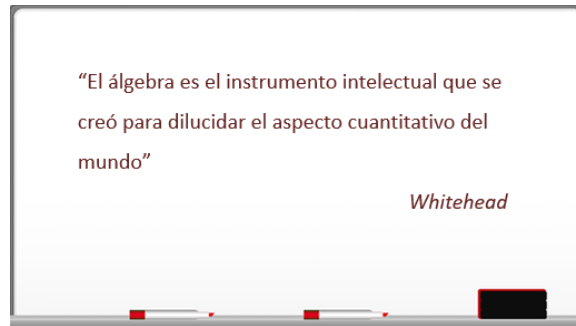 “El álgebra es el instrumento intelectual que se
creó para dilucidar el aspecto cuantitativo del
mundo”
Whitehead